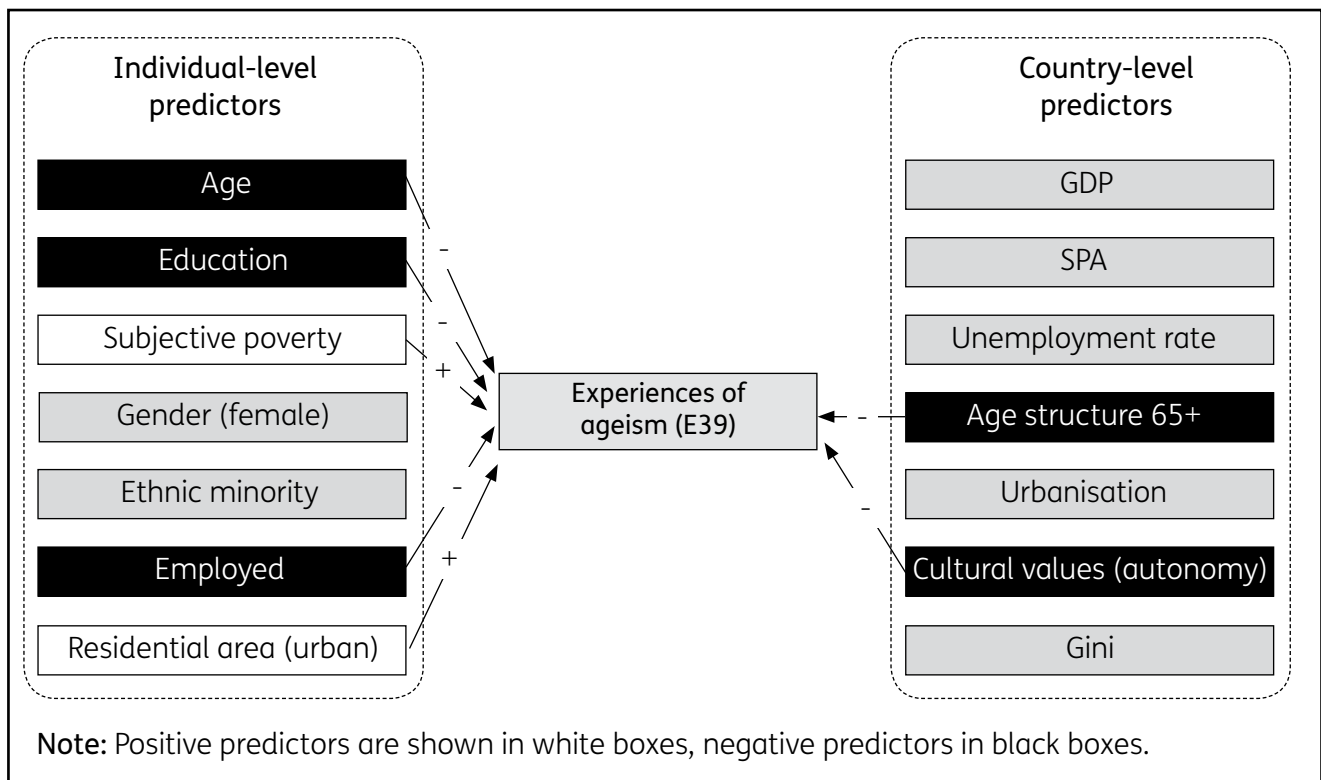 Individual-level
predictors
Age
Education
Subjective poverty
Gender (female)
Ethnic minority
Employed
Residential area (urban)
-
-
+
-
+
Experiences of
ageism (E39)
-
-
Country-level
predictors
GDP
SPA
Unemployment rate
Age structure 65+
Urbanisation
Cultural values (autonomy)
Gini
Note: Positive predictors are shown in white boxes, negative predictors in black boxes.